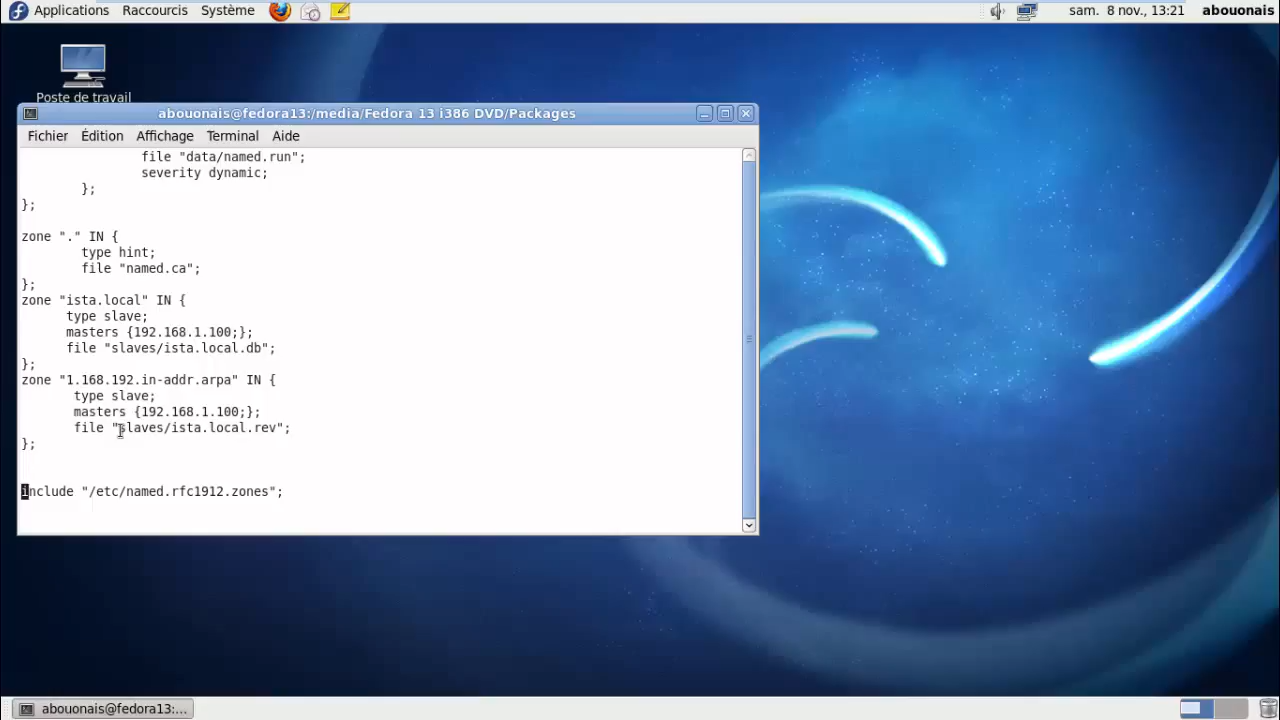 Applications Raccourcis Système sam. 8 nov., 13:21 abouonais
Poste de travail
abouonais@fedora13:/media/Fedora 13 i386 DVD/Packages
Fichier Édition Affichage Terminal Aide
file "data/named.run";
severity dynamic;
};
};
zone "." IN {
type hint;
file "named.ca";
};
zone "ista.local" IN {
type slave;
masters {192.168.1.100;};
file "slaves/ista.local.db";
};
zone "1.168.192.in-addr.arpa" IN {
type slave;
masters {192.168.1.100;};
file "slaves/ista.local.rev";
};
include "/etc/named.rfc1912.zones";
abouonais@fedora13:...